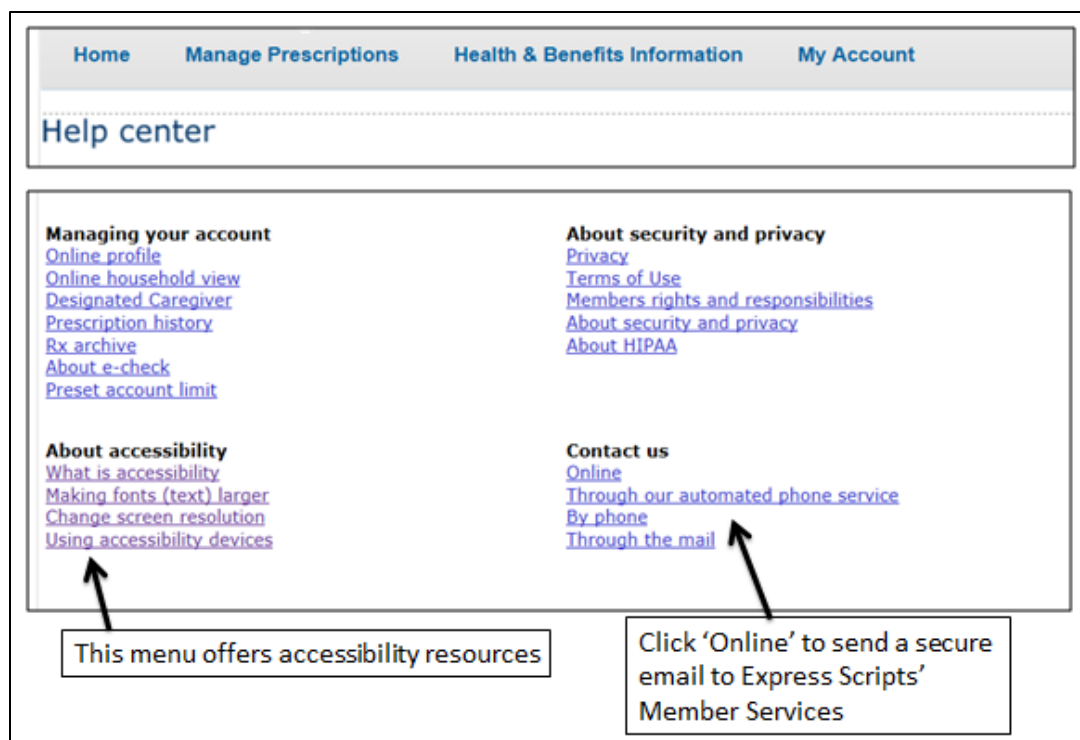 Home Manage Prescriptions Health & Benefits Information My Account
Help center
Managing your account
Online profile
Online household view
Designated Caregiver
Prescription history
Rx archive
About e-check
Preset account limit
About security and privacy
Privacy
Terms of Use
Members rights and responsibilities
About security and privacy
About HIPAA
About accessibility
What is accessibility
Making fonts (text) larger
Change screen resolution
Using accessibility devices
Contact us
Online
Through our automated phone service
By phone
Through the mail
This menu offers accessibility resources
Click ‘Online’ to send a secure
email to Express Scripts’
Member Services